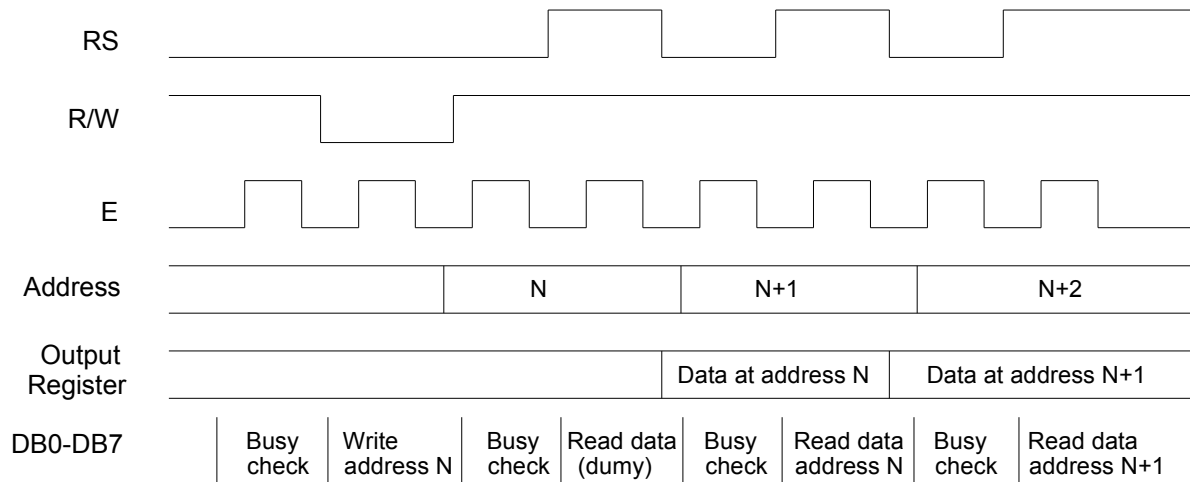 RS
R/W
E
Address N N+1 N+2
Output
Register Data at address N Data at address N+1
DB0-DB7 Busy Write Busy Read data Busy Read data Busy Read data
check address N check (dumy) check address N check address N+1